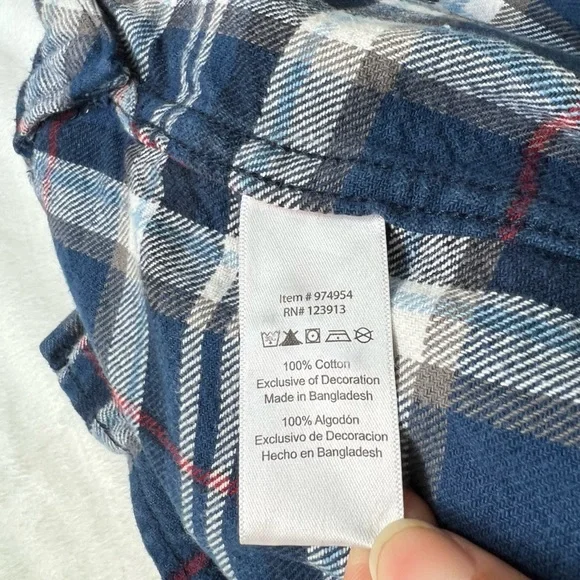 Item # 974954
RN# 123913
100% Cotton
Exclusive of Decoration
Made in Bangladesh
100% Algodón
Exclusivo de Decoracion
Hecho en Bangladesh